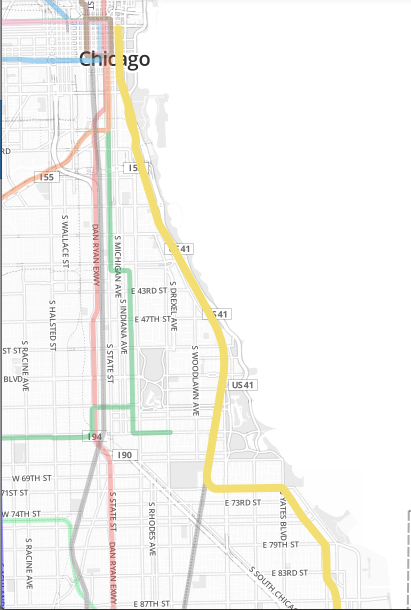 ST
Chicago
RD
I55
I55
S WALLACE ST
DAN RYAN EXWY
S MICHIGAN AVE
41
E 43RD ST
S DREXEL AVE
S HALSTED ST
S INDIANA AVE
E 47TH ST
41
S RACINE AVE
S STATE ST
S WOODLAWN AVE
ST ST
BLVD
US 41
I94
I90
W 69TH ST
71ST ST
W 74TH ST
S STATE ST
S RHODES AVE
E 73RD ST
YATES BLVD
S RACINE AVE
DAN RYAN EXWY
E 79TH ST
E 83RD ST
S SOUTH CHICAG
E 87TH ST